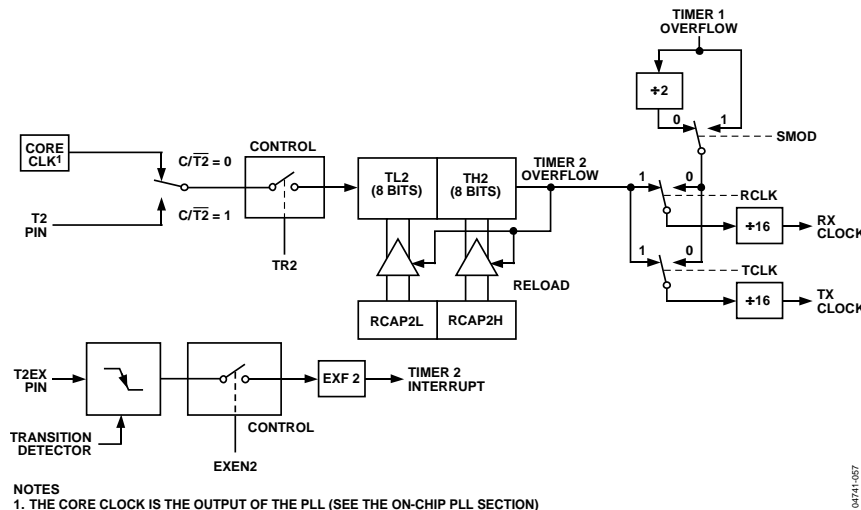 TIMER 1
OVERFLOW
÷2
0
1
SMOD
CORE
CLK¹
C/T2̅ = 0
CONTROL
TL2
(8 BITS)
TH2
(8 BITS)
TIMER 2
OVERFLOW
1
0
RCLK
T2
PIN
C/T2̅ = 1
÷16
RX
CLOCK
1
0
TCLK
TR2
RELOAD
÷16
TX
CLOCK
RCAP2L
RCAP2H
T2EX
PIN
EXF 2
TIMER 2
INTERRUPT
CONTROL
TRANSITION
DETECTOR
EXEN2
NOTES
1. THE CORE CLOCK IS THE OUTPUT OF THE PLL (SEE THE ON-CHIP PLL SECTION)
04741-057